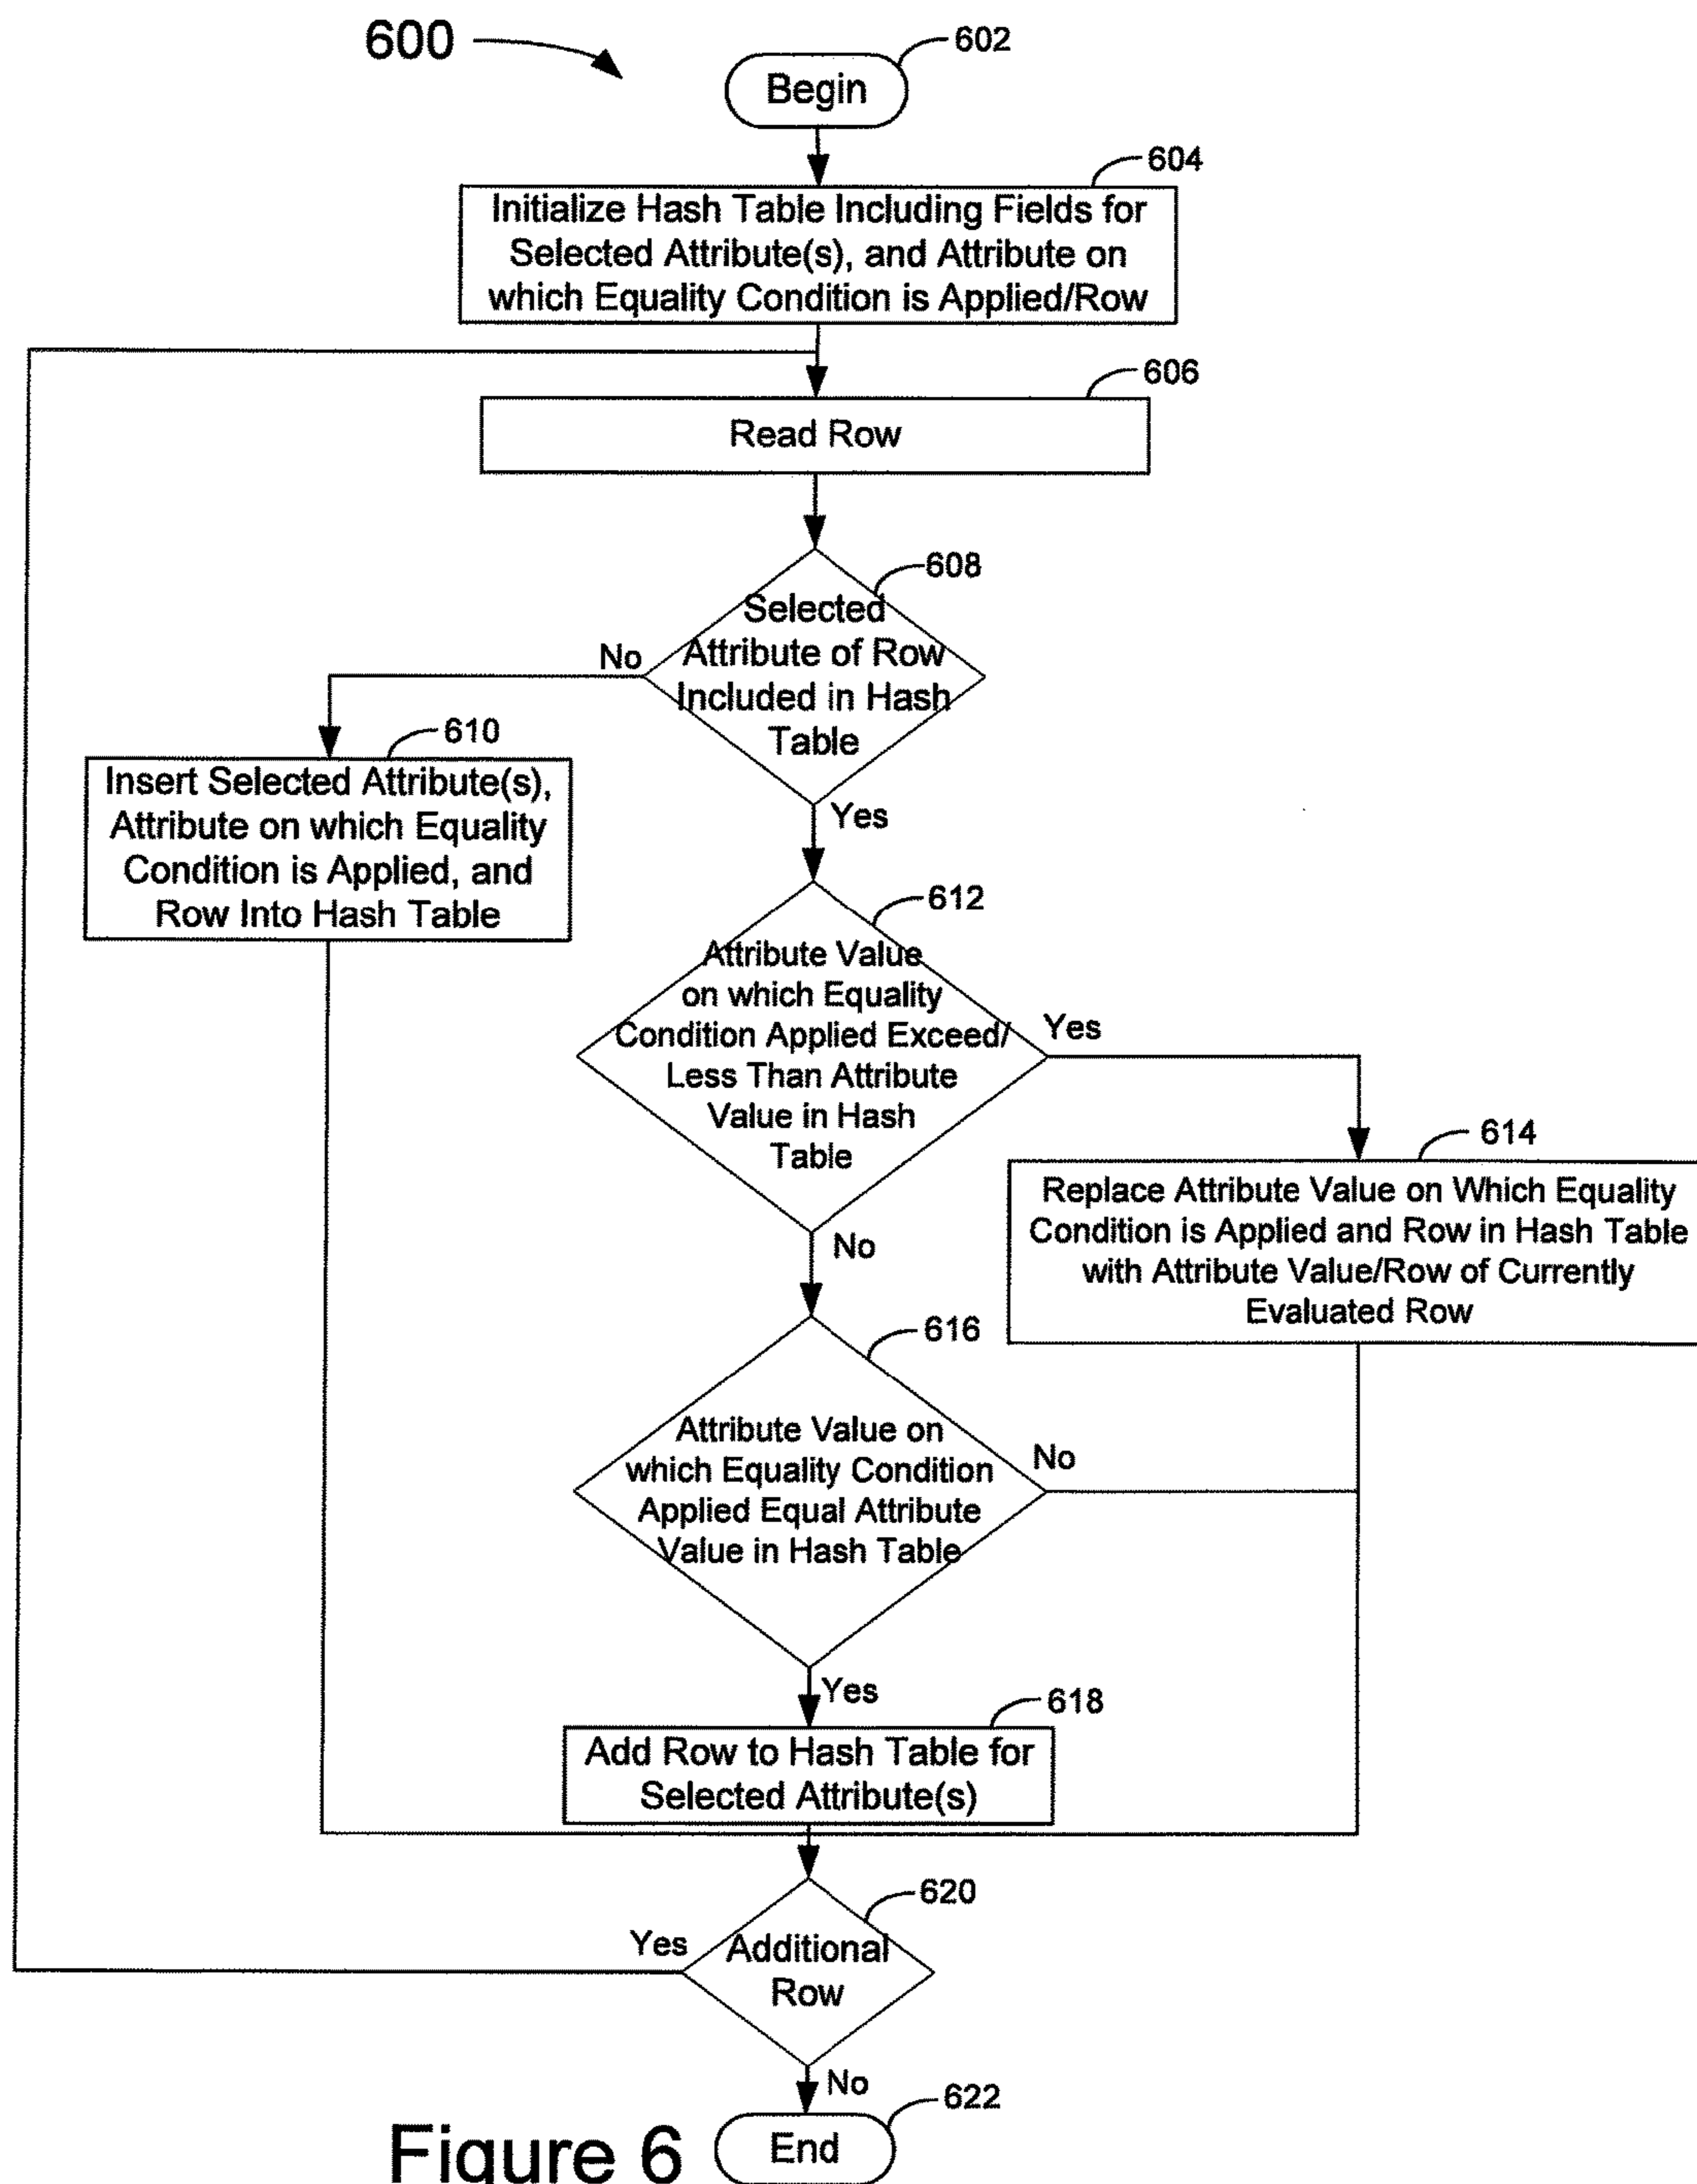 600
602
Begin
604
Initialize Hash Table Including Fields for
Selected Attribute(s), and Attribute on
which Equality Condition is Applied/Row
606
Read Row
608
Selected
Attribute of Row
Included in Hash
Table
No
Yes
610
Insert Selected Attribute(s),
Attribute on which Equality
Condition is Applied, and
Row Into Hash Table
612
Attribute Value
on which Equality
Condition Applied Exceed/
Less Than Attribute
Value in Hash
Table
Yes
No
614
Replace Attribute Value on Which Equality
Condition is Applied and Row in Hash Table
with Attribute Value/Row of Currently
Evaluated Row
616
Attribute Value on
which Equality Condition
Applied Equal Attribute
Value in Hash Table
No
Yes
618
Add Row to Hash Table for
Selected Attribute(s)
620
Additional
Row
Yes
No
622
End
Figure 6